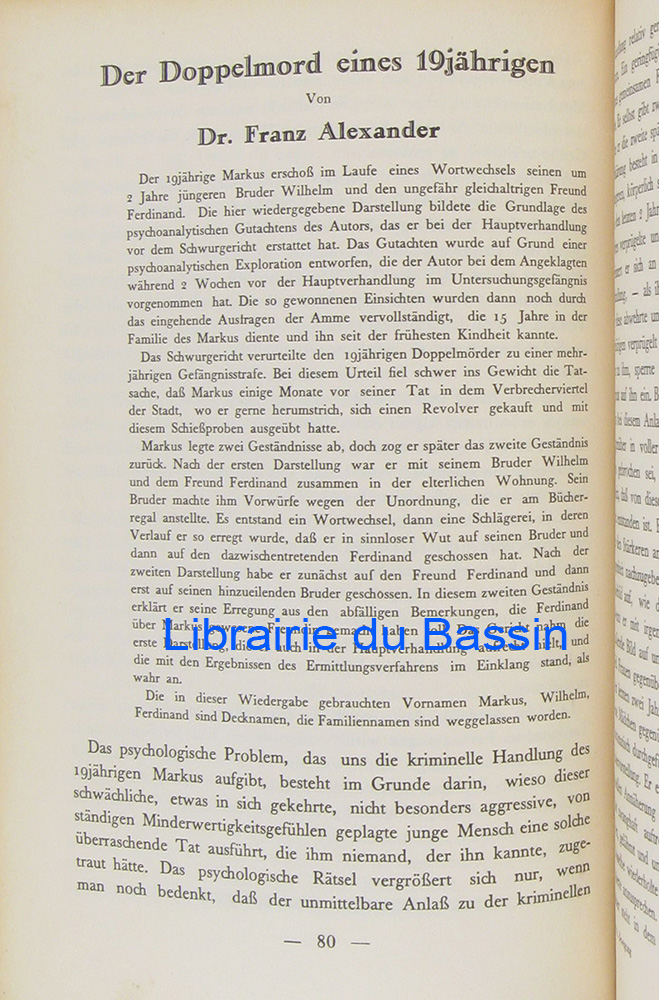 Der Doppelmord eines 19jährigen
Von
Dr. Franz Alexander
Der 19jährige Markus erschoß im Laufe eines Wortwechsels seinen um
2 Jahre jüngeren Bruder Wilhelm und den ungefähr gleichaltrigen Freund
Ferdinand. Die hier wiedergegebene Darstellung bildete die Grundlage des
psychoanalytischen Gutachtens des Autors, das er bei der Hauptverhandlung
vor dem Schwurgericht erstattet hat. Das Gutachten wurde auf Grund einer
psychoanalytischen Exploration entworfen, die der Autor bei dem Angeklagten
während 2 Wochen vor der Hauptverhandlung im Untersuchungsgefängnis
vorgenommen hat. Die so gewonnenen Einsichten wurden dann noch durch
das eingehende Ausfragen der Amme vervollständigt, die 15 Jahre in der
Familie des Markus diente und ihn seit der frühesten Kindheit kannte.
Das Schwurgericht verurteilte den 19jährigen Doppelmörder zu einer mehr-
jährigen Gefängnisstrafe. Bei diesem Urteil fiel schwer ins Gewicht die Tat-
sache, daß Markus einige Monate vor seiner Tat in dem Verbrecherviertel
der Stadt, wo er gerne herumstrich, sich einen Revolver gekauft und mit
diesem Schießproben ausgeübt hatte.
Markus legte zwei Geständnisse ab, doch zog er später das zweite Geständnis
zurück. Nach der ersten Darstellung war er mit seinem Bruder Wilhelm
und dem Freund Ferdinand zusammen in der elterlichen Wohnung. Sein
Bruder machte ihm Vorwürfe wegen der Unordnung, die er am Bücher-
regal anstellte. Es entstand ein Wortwechsel, dann eine Schlägerei, in deren
Verlauf er so erregt wurde, daß er in sinnloser Wut auf seinen Bruder und
dann auf den dazwischentretenden Ferdinand geschossen hat. Nach der
zweiten Darstellung habe er zunächst auf den Freund Ferdinand und dann
erst auf seinen hinzueilenden Bruder geschossen. In diesem zweiten Geständnis
erklärt er seine Erregung aus den abfälligen Bemerkungen, die Ferdinand
über Markus gemacht haben soll. Das Gericht nahm die
erste Darstellung, die auch in der Hauptverhandlung und
die mit den Ergebnissen des Ermittlungsverfahrens im Einklang stand, als
wahr an.
Librairie du Bassin
Die in dieser Wiedergabe gebrauchten Vornamen Markus, Wilhelm,
Ferdinand sind Decknamen, die Familiennamen sind weggelassen worden.
Das psychologische Problem, das uns die kriminelle Handlung des
19jährigen Markus aufgibt, besteht im Grunde darin, wieso dieser
schwächliche, etwas in sich gekehrte, nicht besonders aggressive, von
ständigen Minderwertigkeitsgefühlen geplagte junge Mensch eine solche
überraschende Tat ausführt, die ihm niemand, der ihn kannte, zuge-
traut hätte. Das psychologische Rätsel vergrößert sich nur, wenn
man noch bedenkt, daß der unmittelbare Anlaß zu der kriminellen
— 80 —